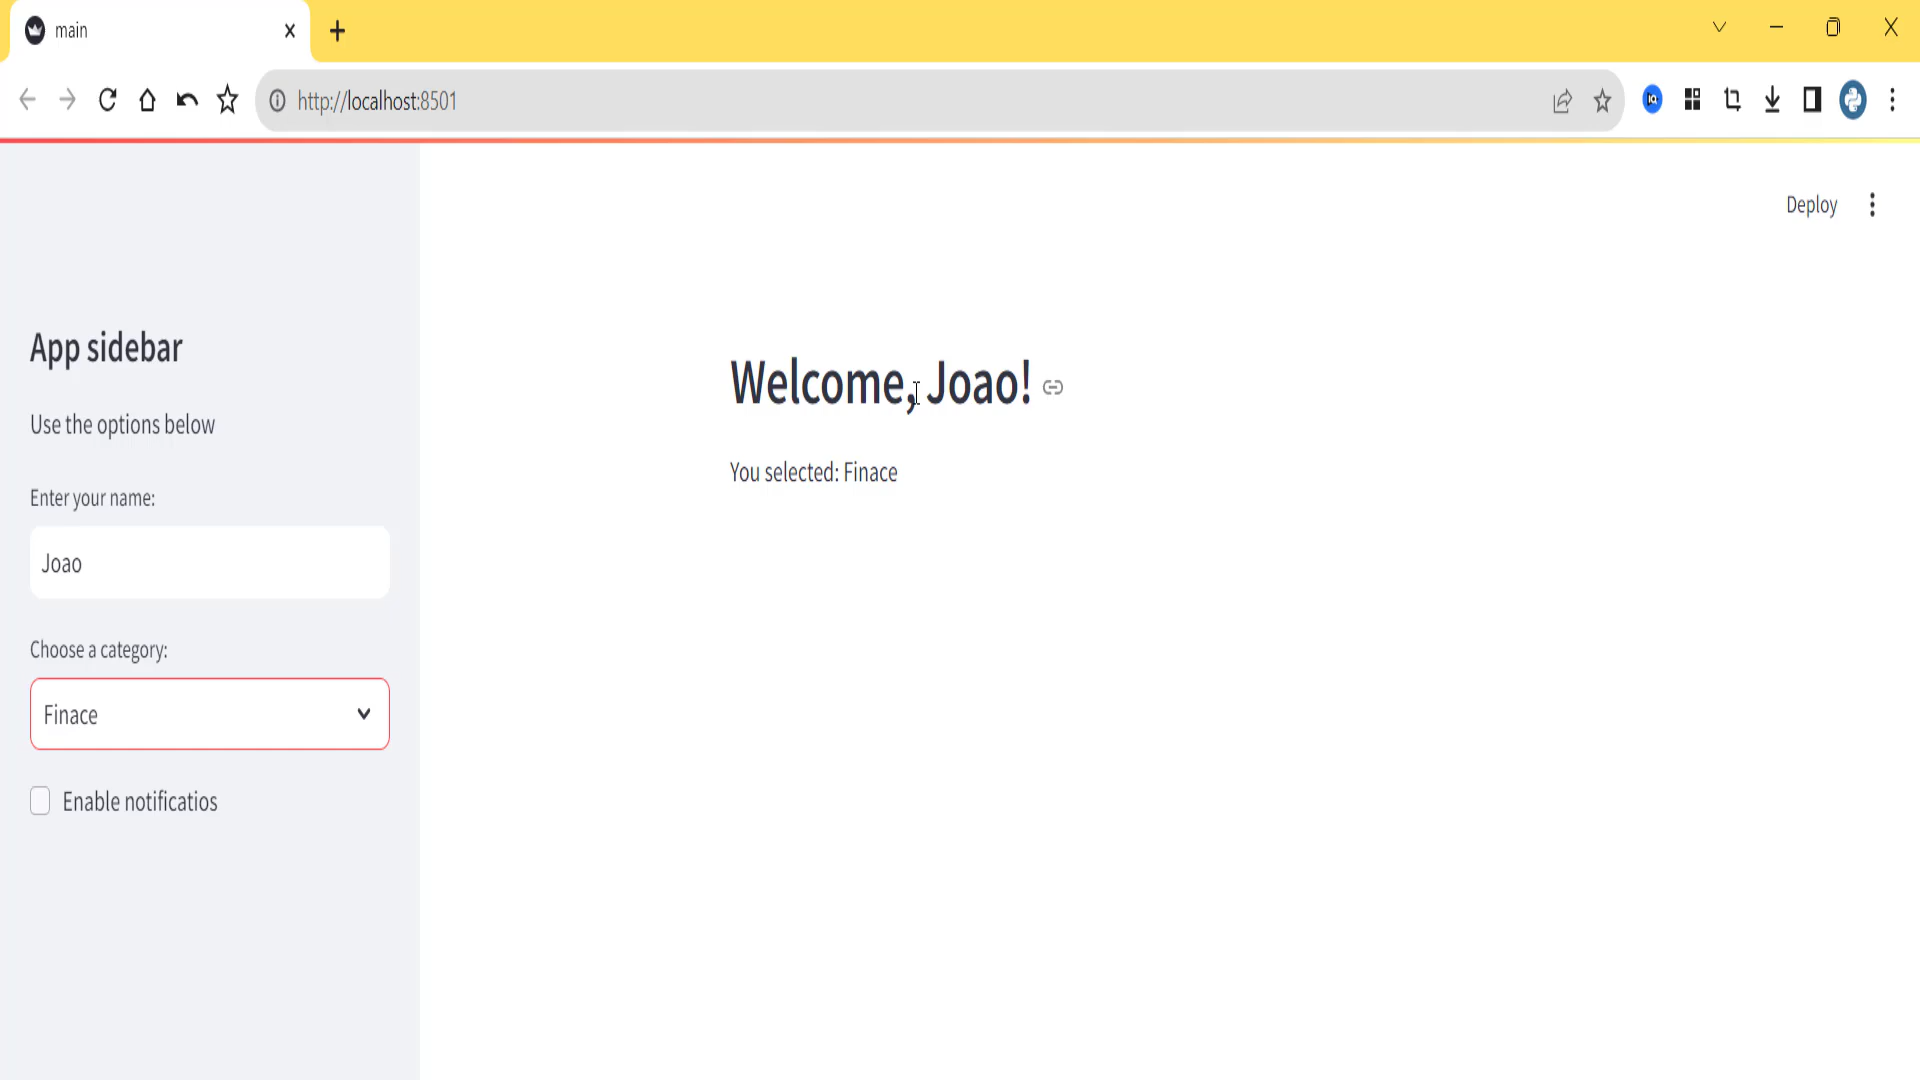 main
http://localhost:8501
Deploy
App sidebar
Use the options below
Enter your name:
Joao
Choose a category:
Finace
Enable notificatios
Welcome, Joao!
You selected: Finace